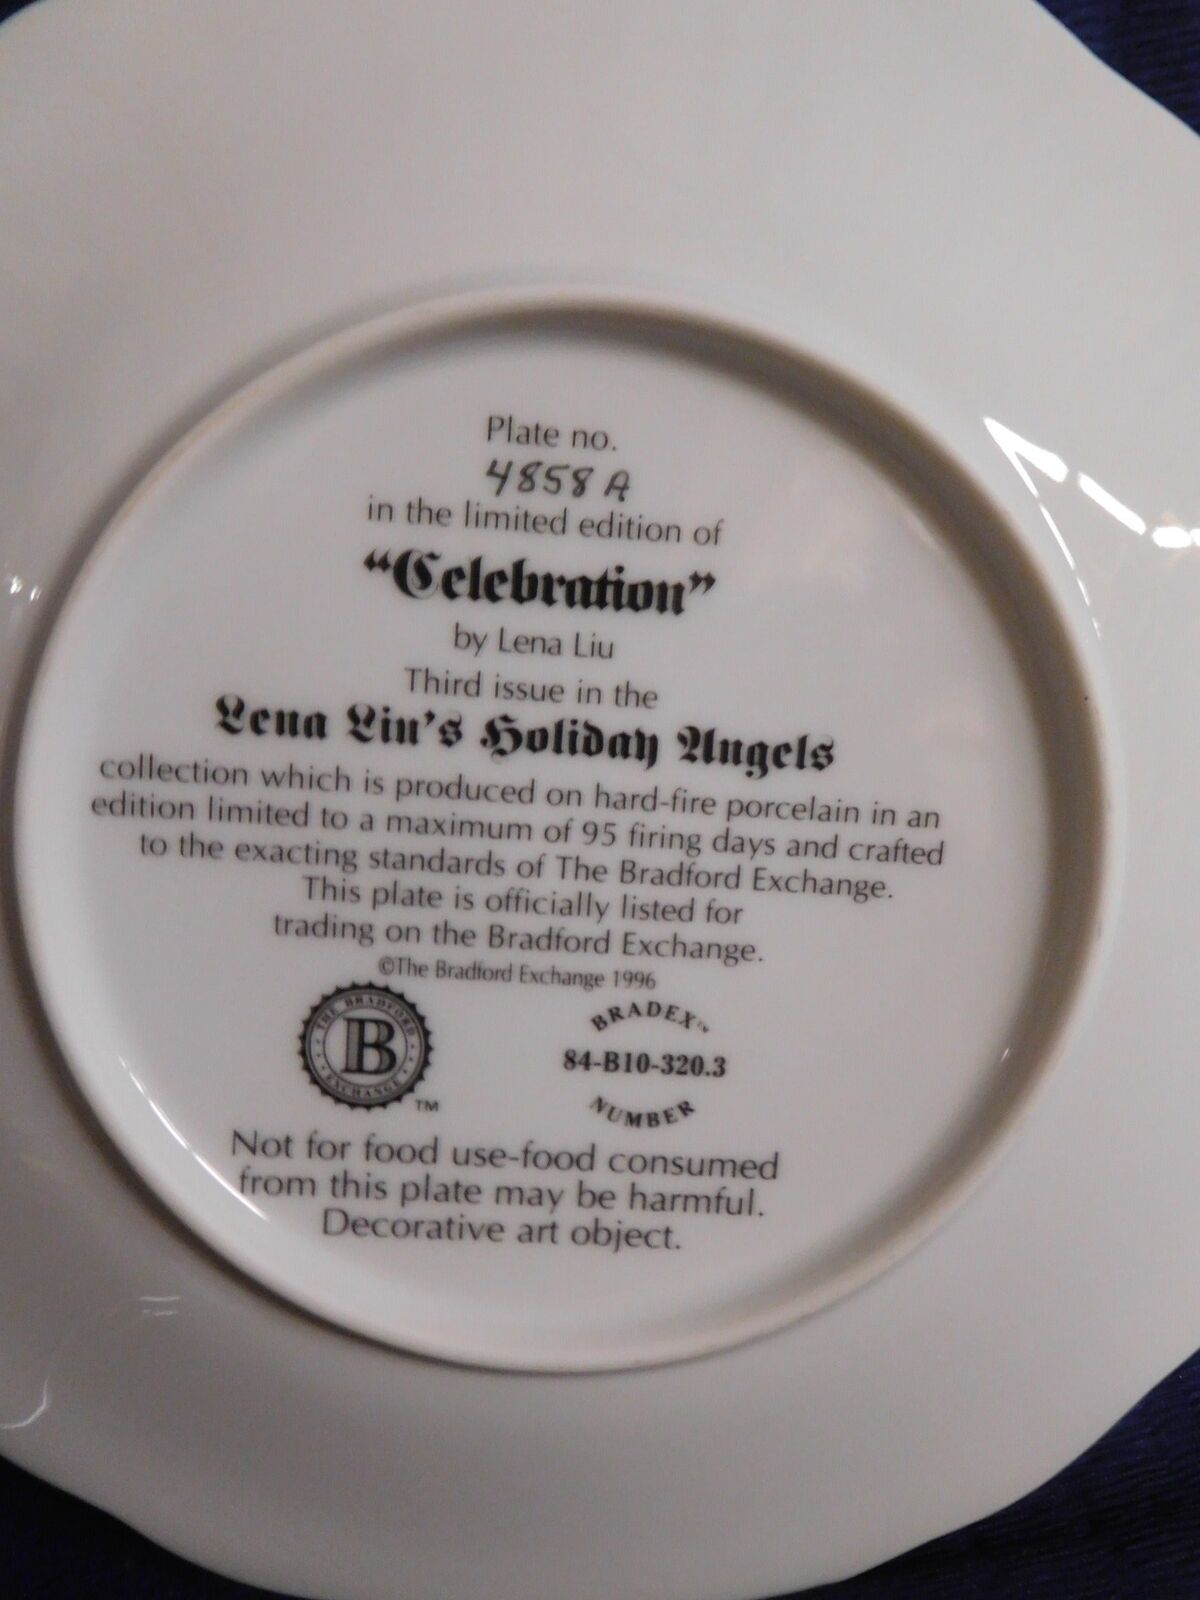 Plate no.
4858 A
in the limited edition of
“Celebration”
by Lena Liu
Third issue in the
Lena Liu's Holiday Angels
collection which is produced on hard-fire porcelain in an
edition limited to a maximum of 95 firing days and crafted
to the exacting standards of The Bradford Exchange.
This plate is officially listed for
trading on the Bradford Exchange.
©The Bradford Exchange 1996
THE BRADFORD
B
EXCHANGE
TM
BRADEX™
84-B10-320.3
NUMBER
Not for food use-food consumed
from this plate may be harmful.
Decorative art object.